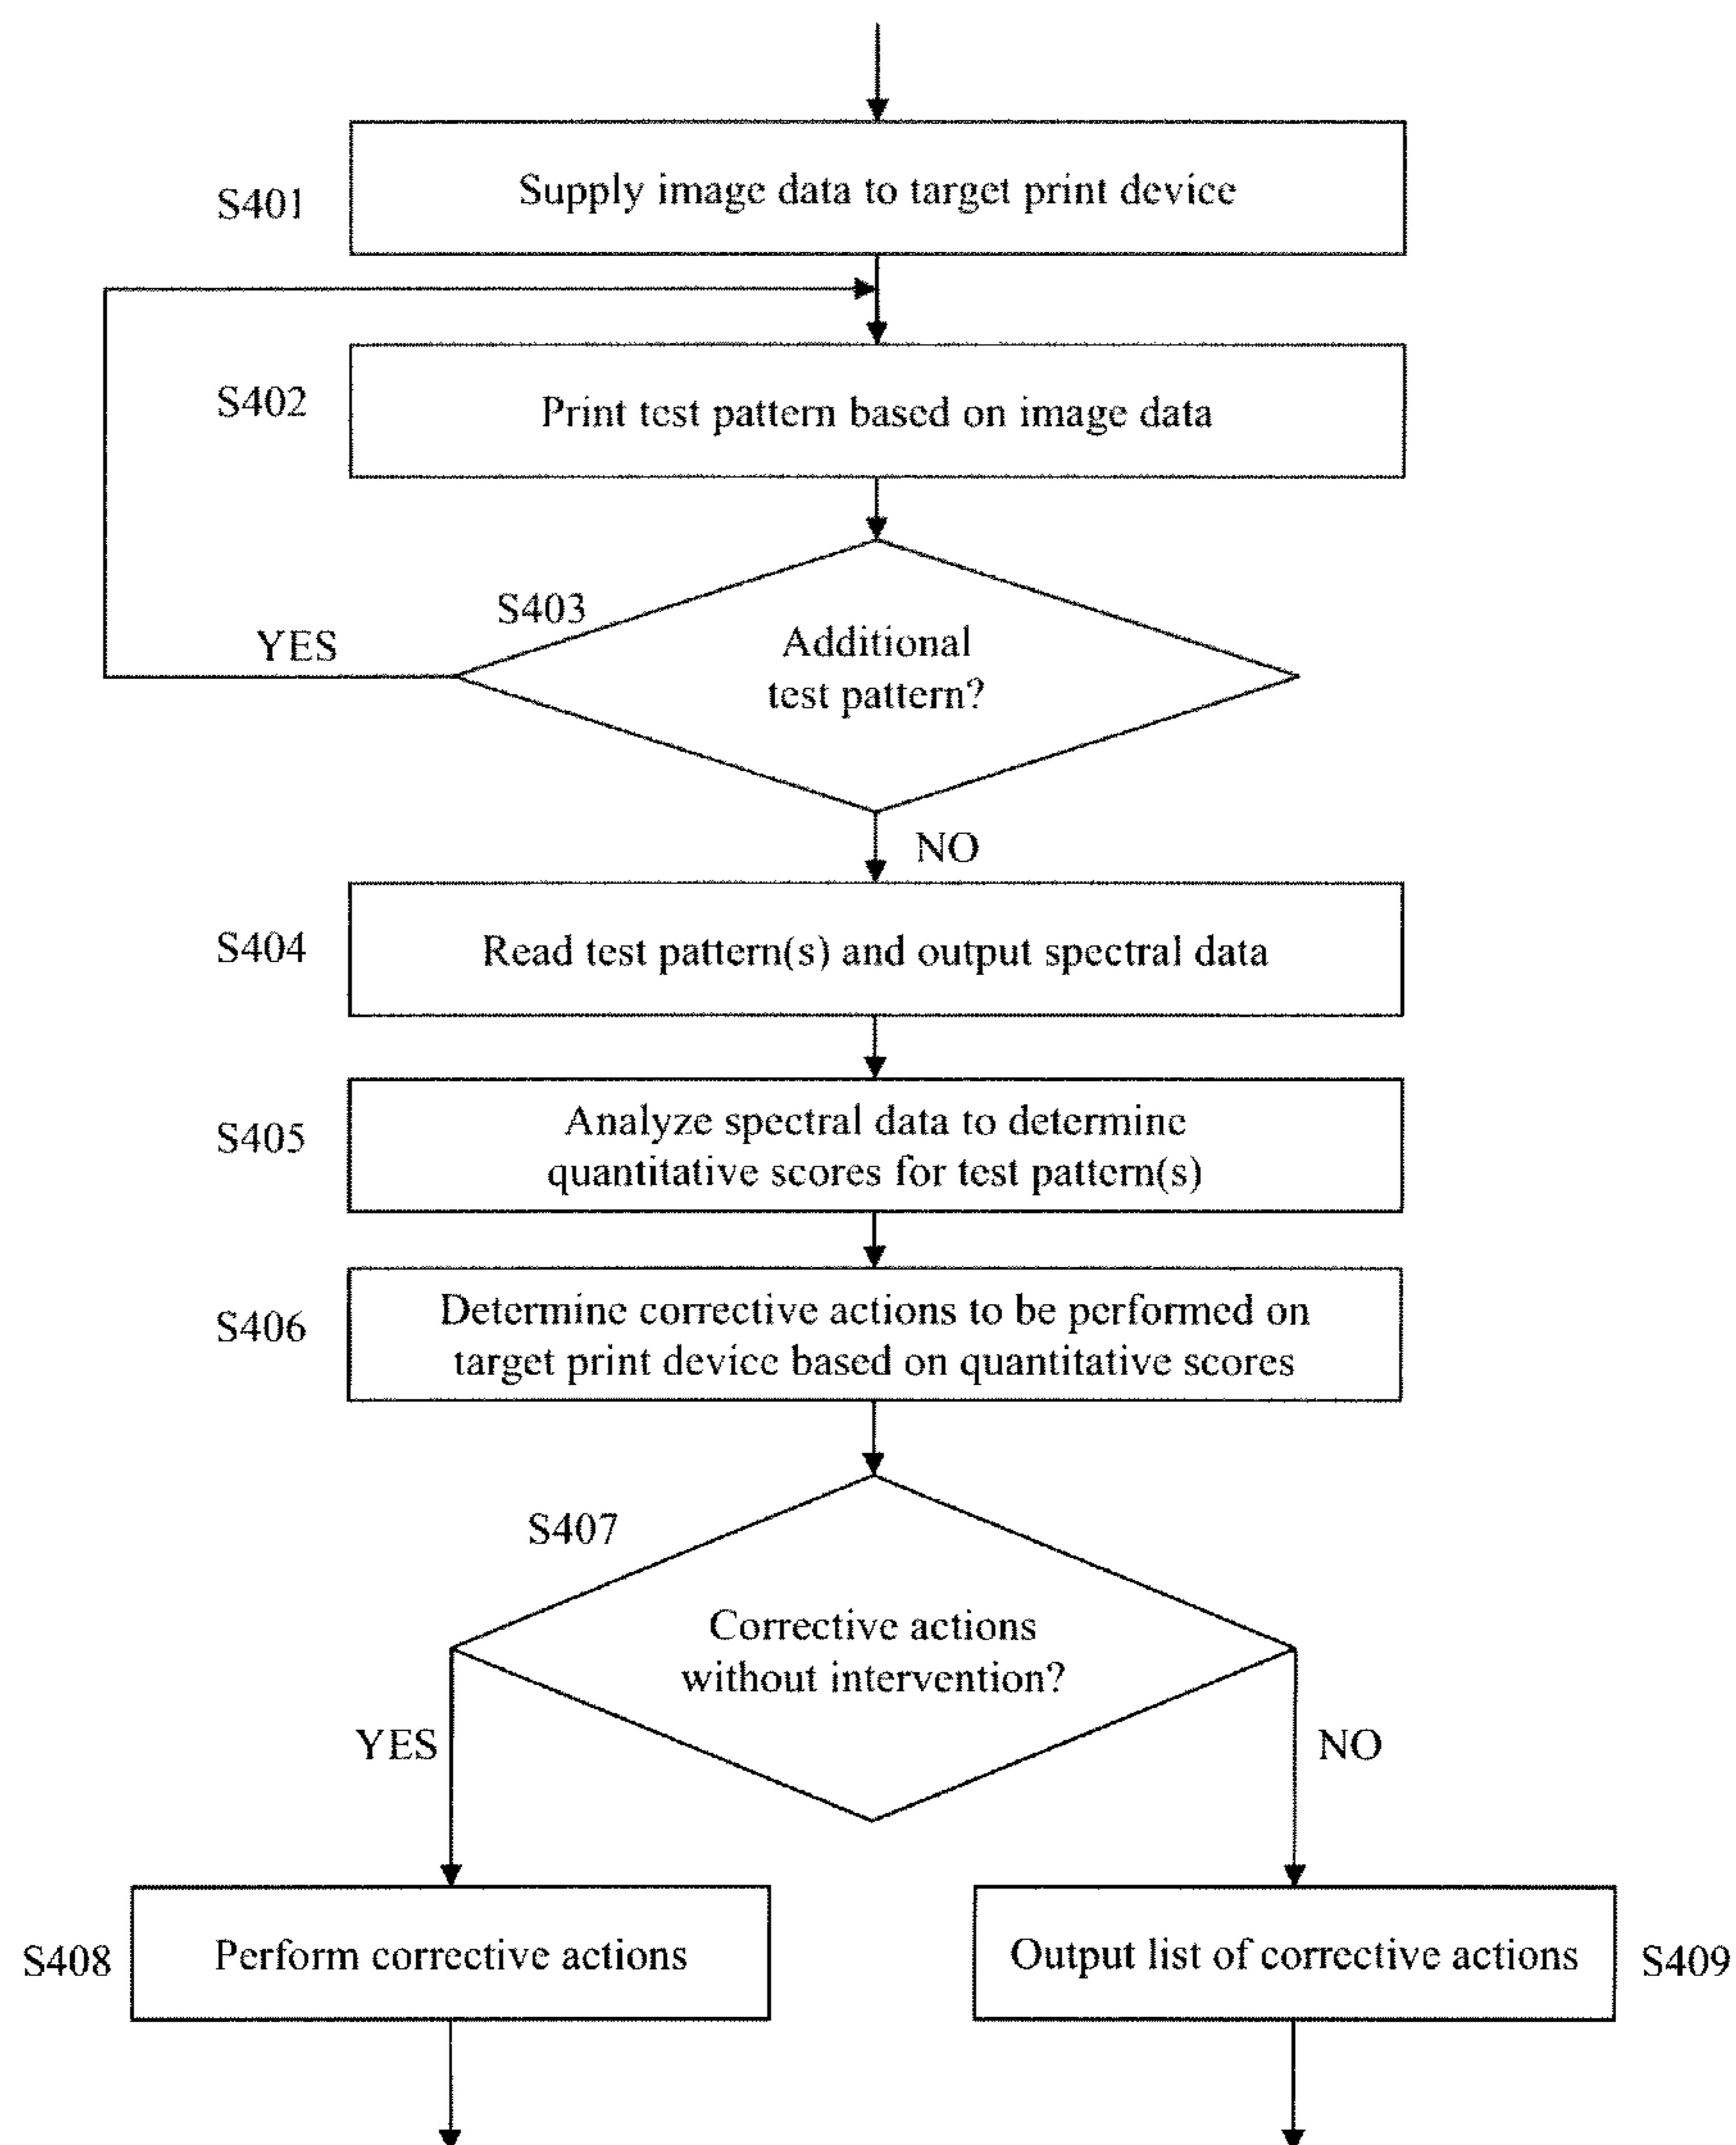 S401
Supply image data to target print device
S402
Print test pattern based on image data
S403
Additional
test pattern?
YES
NO
S404
Read test pattern(s) and output spectral data
S405
Analyze spectral data to determine
quantitative scores for test pattern(s)
S406
Determine corrective actions to be performed on
target print device based on quantitative scores
S407
Corrective actions
without intervention?
YES
NO
S408
Perform corrective actions
Output list of corrective actions
S409